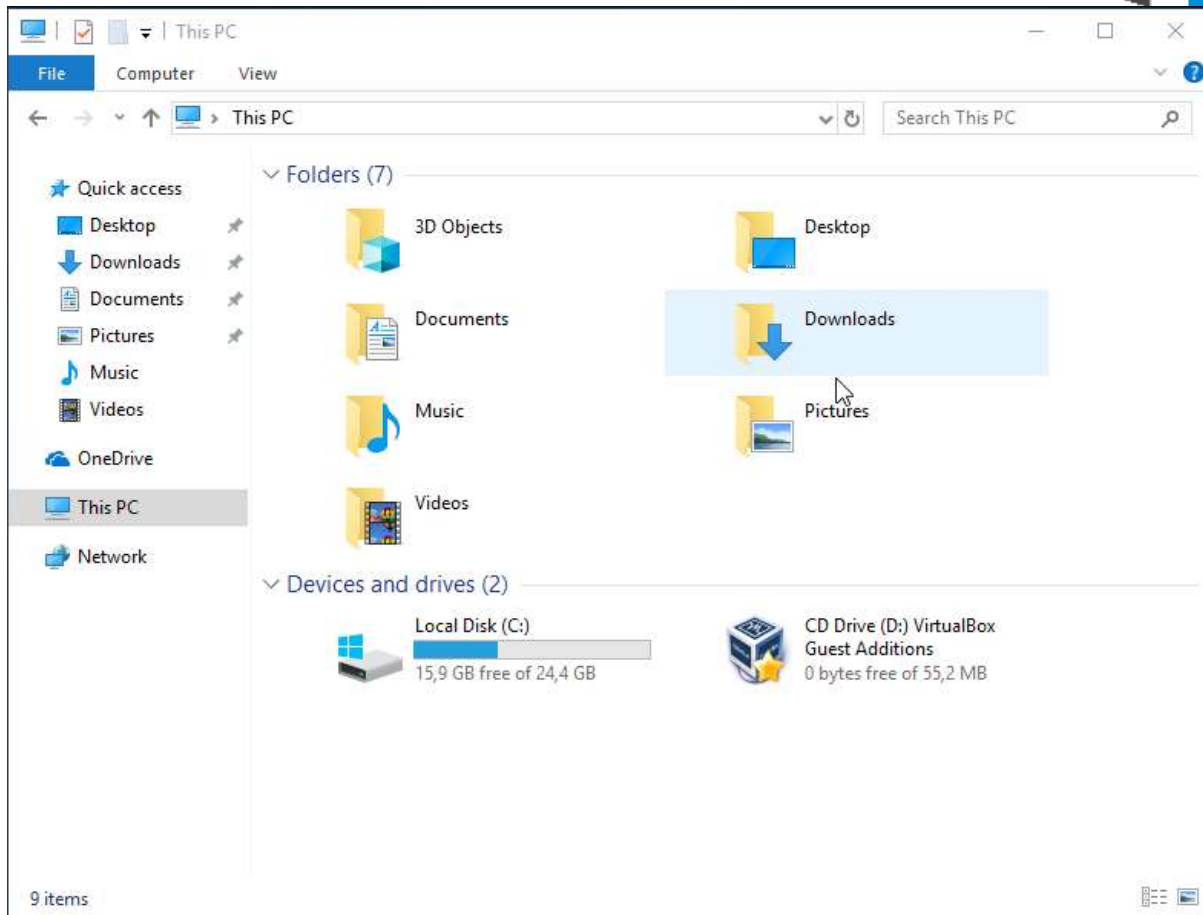 This PC
File Computer View
This PC
Search This PC
Quick access
Desktop
Downloads
Documents
Pictures
Music
Videos
OneDrive
This PC
Network
Folders (7)
3D Objects
Desktop
Documents
Downloads
Music
Pictures
Videos
Devices and drives (2)
Local Disk (C:)
15,9 GB free of 24,4 GB
CD Drive (D:) VirtualBox
Guest Additions
0 bytes free of 55,2 MB
9 items